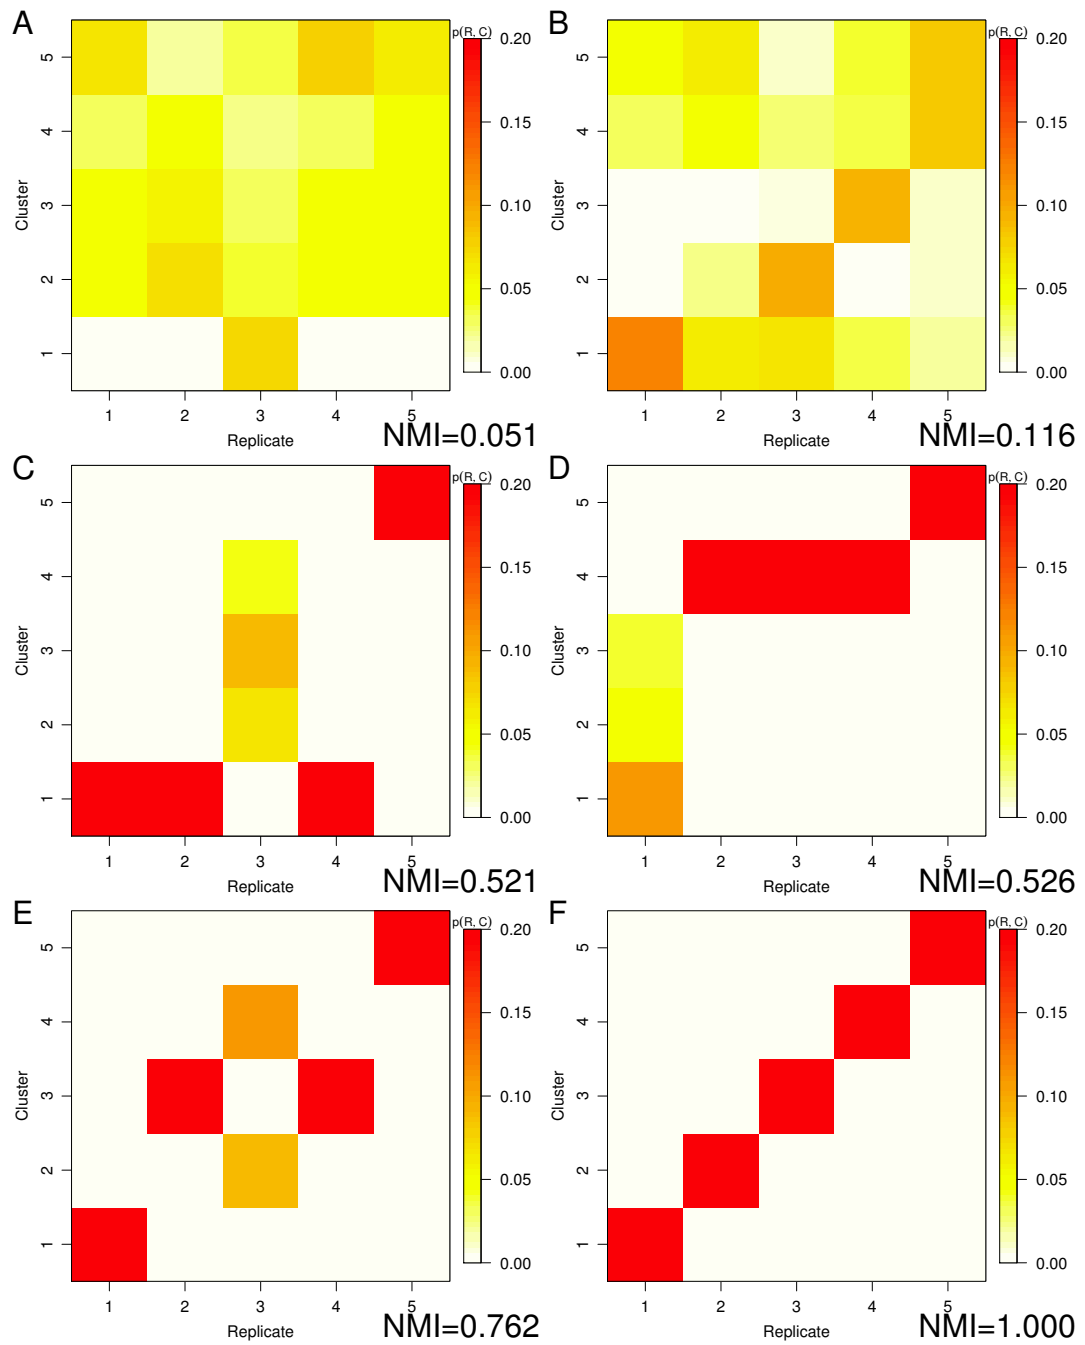 A
p(R, C)
0.20
0.15
0.10
0.05
0.00
Cluster
5
4
3
2
1
1 2 3 4 5
Replicate
NMI=0.051
B
p(R, C)
0.20
0.15
0.10
0.05
0.00
Cluster
5
4
3
2
1
1 2 3 4 5
Replicate
NMI=0.116
C
p(R, C)
0.20
0.15
0.10
0.05
0.00
Cluster
5
4
3
2
1
1 2 3 4 5
Replicate
NMI=0.521
D
p(R, C)
0.20
0.15
0.10
0.05
0.00
Cluster
5
4
3
2
1
1 2 3 4 5
Replicate
NMI=0.526
E
p(R, C)
0.20
0.15
0.10
0.05
0.00
Cluster
5
4
3
2
1
1 2 3 4 5
Replicate
NMI=0.762
F
p(R, C)
0.20
0.15
0.10
0.05
0.00
Cluster
5
4
3
2
1
1 2 3 4 5
Replicate
NMI=1.000